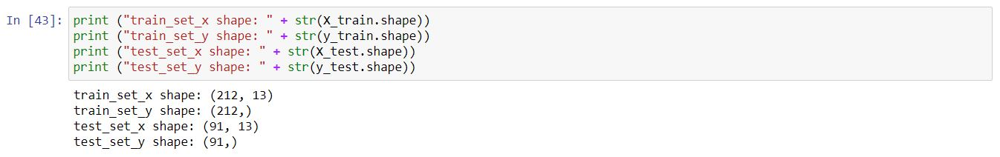 In [43]: print ("train_set_x shape: " + str(X_train.shape))
print ("train_set_y shape: " + str(y_train.shape))
print ("test_set_x shape: " + str(X_test.shape))
print ("test_set_y shape: " + str(y_test.shape))
train_set_x shape: (212, 13)
train_set_y shape: (212,)
test_set_x shape: (91, 13)
test_set_y shape: (91,)